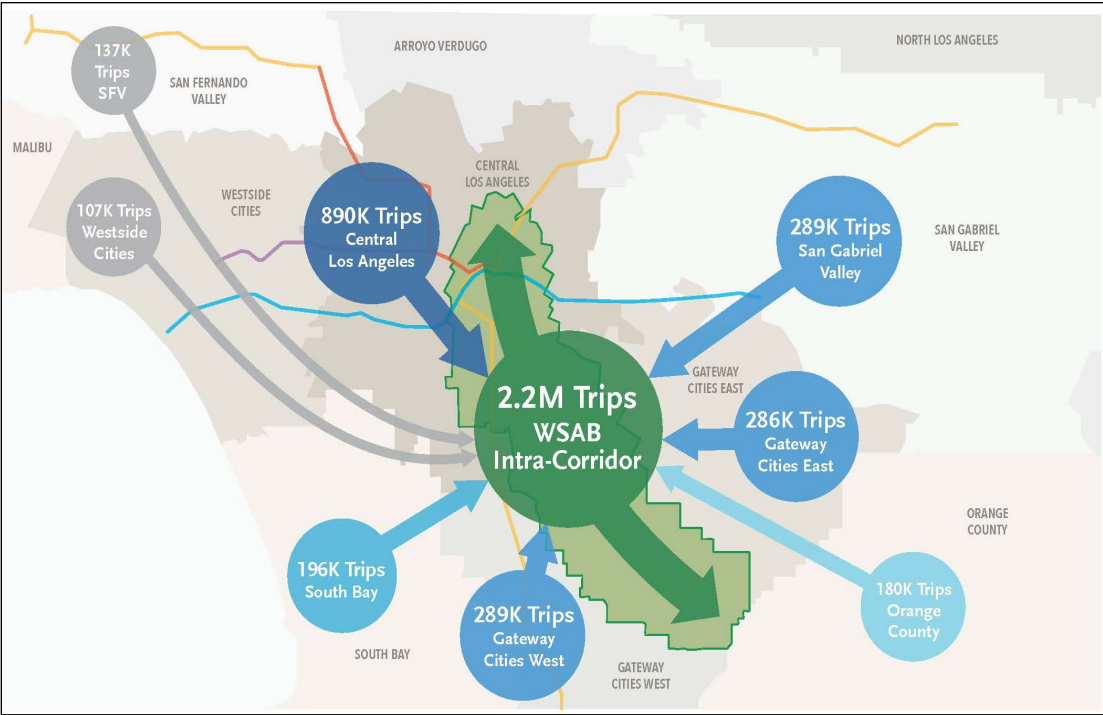 137K
Trips
SFV
SAN FERNANDO
VALLEY
ARROYO VERDUGO
NORTH LOS ANGELES
MALIBU
WESTSIDE
CITIES
CENTRAL
LOS ANGELES
107K Trips
Westside
Cities
890K Trips
Central
Los Angeles
289K Trips
San Gabriel
Valley
SAN GABRIEL
VALLEY
GATEWAY
CITIES EAST
2.2M Trips
WSAB
Intra-Corridor
286K Trips
Gateway
Cities East
ORANGE
COUNTY
196K Trips
South Bay
289K Trips
Gateway
Cities West
180K Trips
Orange
County
SOUTH BAY
GATEWAY
CITIES WEST